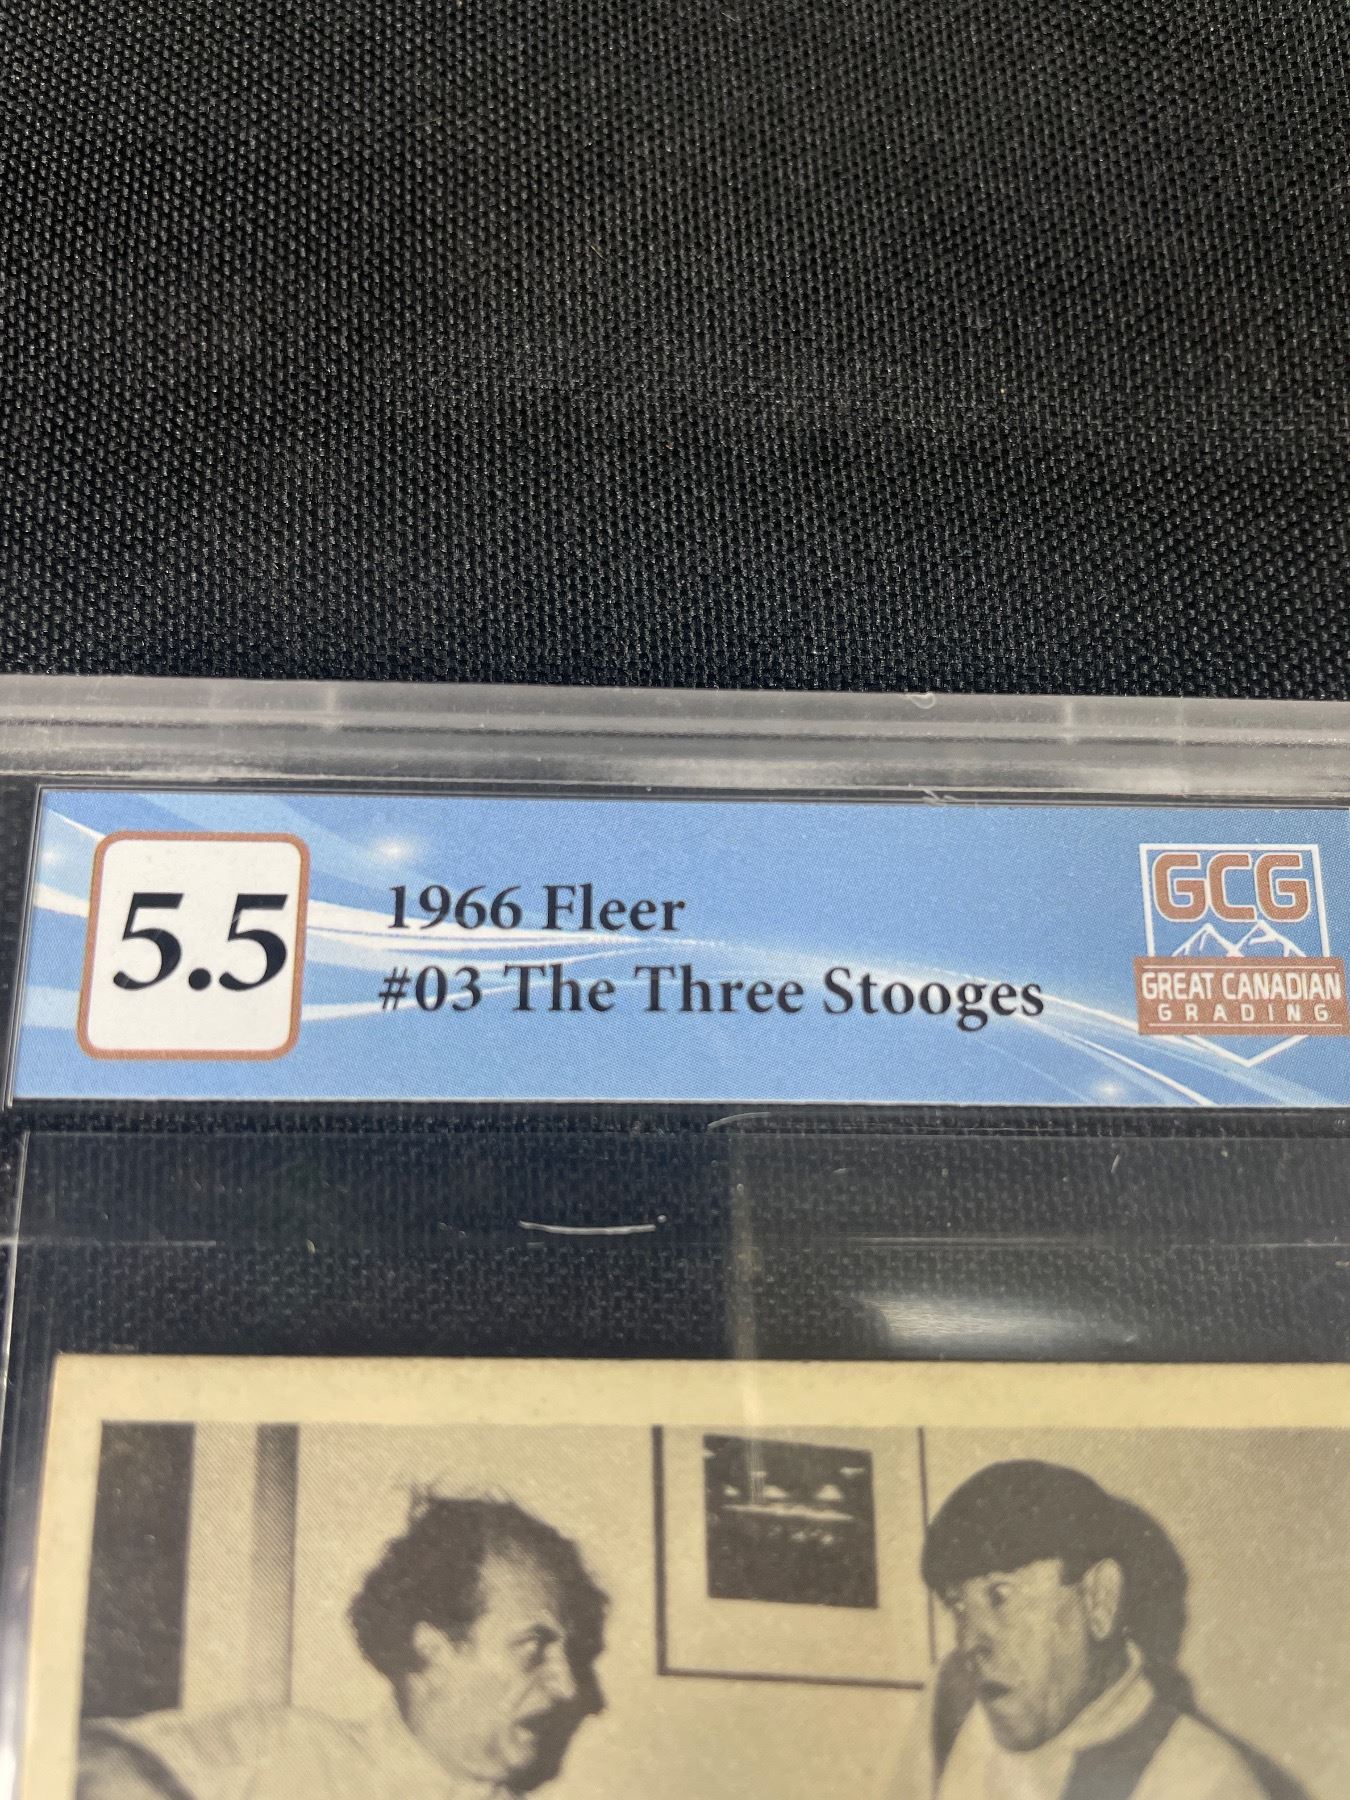 5.5
1966 Fleer
#03 The Three Stooges
GCG
GREAT CANADIAN
GRADING